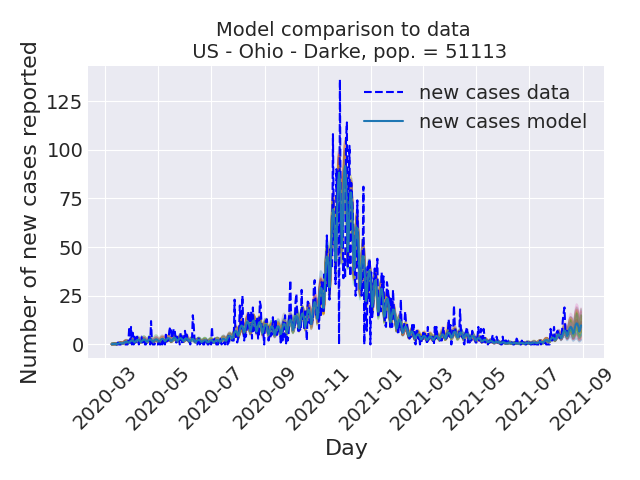 Model comparison to data
US - Ohio - Darke, pop. = 51113
Number of new cases reported
125
100
75
50
25
0
new cases data
new cases model
2020-03
2020-05
2020-07
2020-09
2020-11
2021-01
2021-03
2021-05
2021-07
2021-09
Day